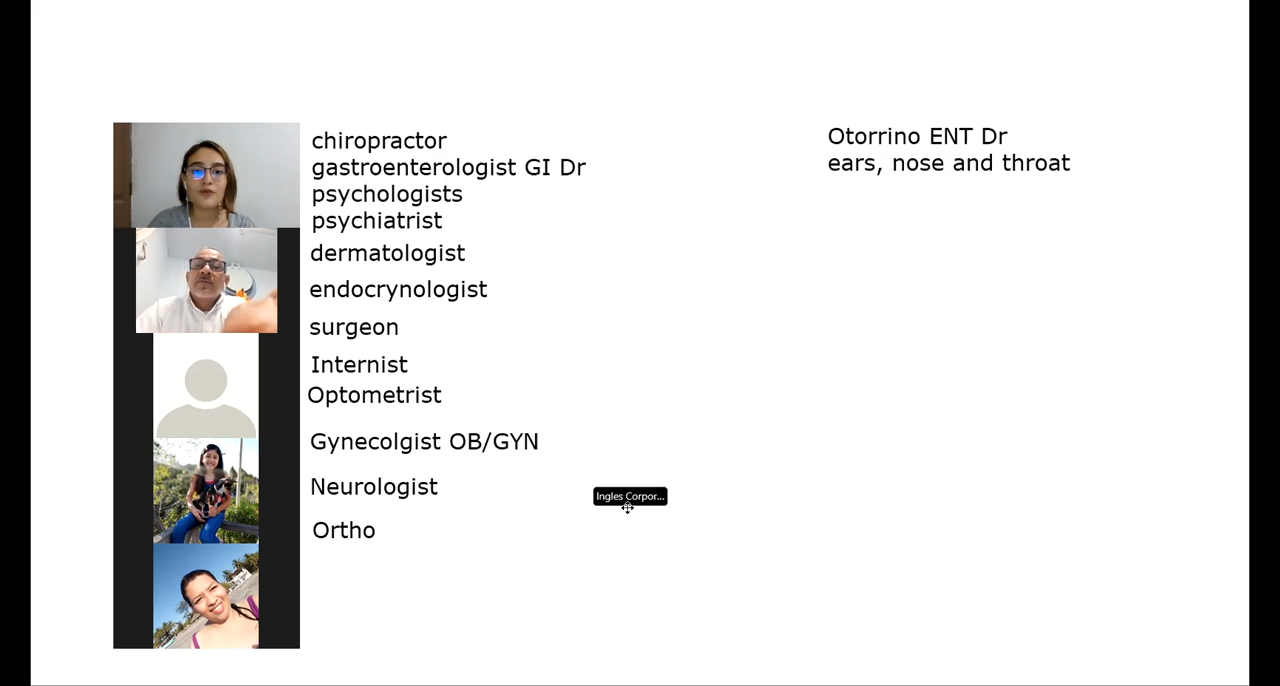 chiropractor
gastroenterologist GI Dr
psychologists
psychiatrist
dermatologist
endocrynologist
surgeon
Internist
Optometrist
Gynecolgist OB/GYN
Neurologist
Ortho
Otorrino ENT Dr
ears, nose and throat
Ingles Corpor...